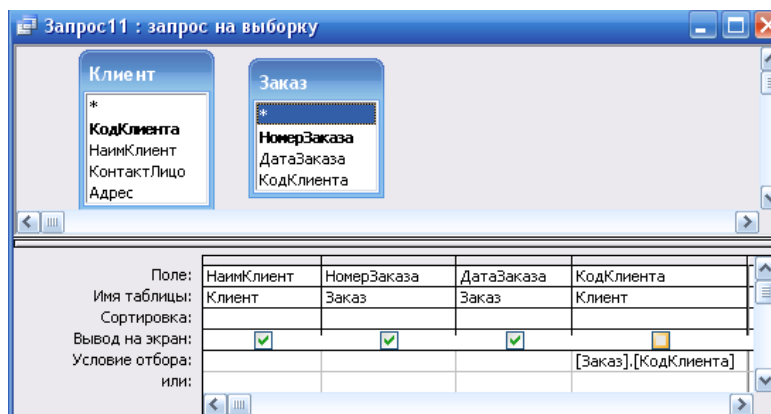 Запрос11 : запрос на выборку
Клиент
*
КодКлиента
НаимКлиент
КонтактЛицо
Адрес
Заказ
*
НомерЗаказа
ДатаЗаказа
КодКлиента
Поле: НаимКлиент НомерЗаказа ДатаЗаказа КодКлиента
Имя таблицы: Клиент Заказ Заказ Клиент
Сортировка:
Вывод на экран:
Условие отбора: [Заказ].[КодКлиента]
или: